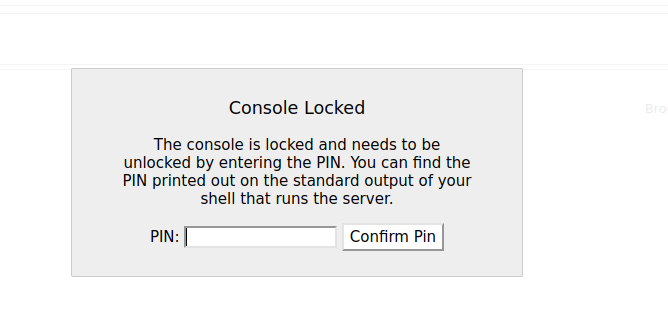 Bro
Console Locked
The console is locked and needs to be
unlocked by entering the PIN. You can find the
PIN printed out on the standard output of your
shell that runs the server.
PIN: Confirm Pin